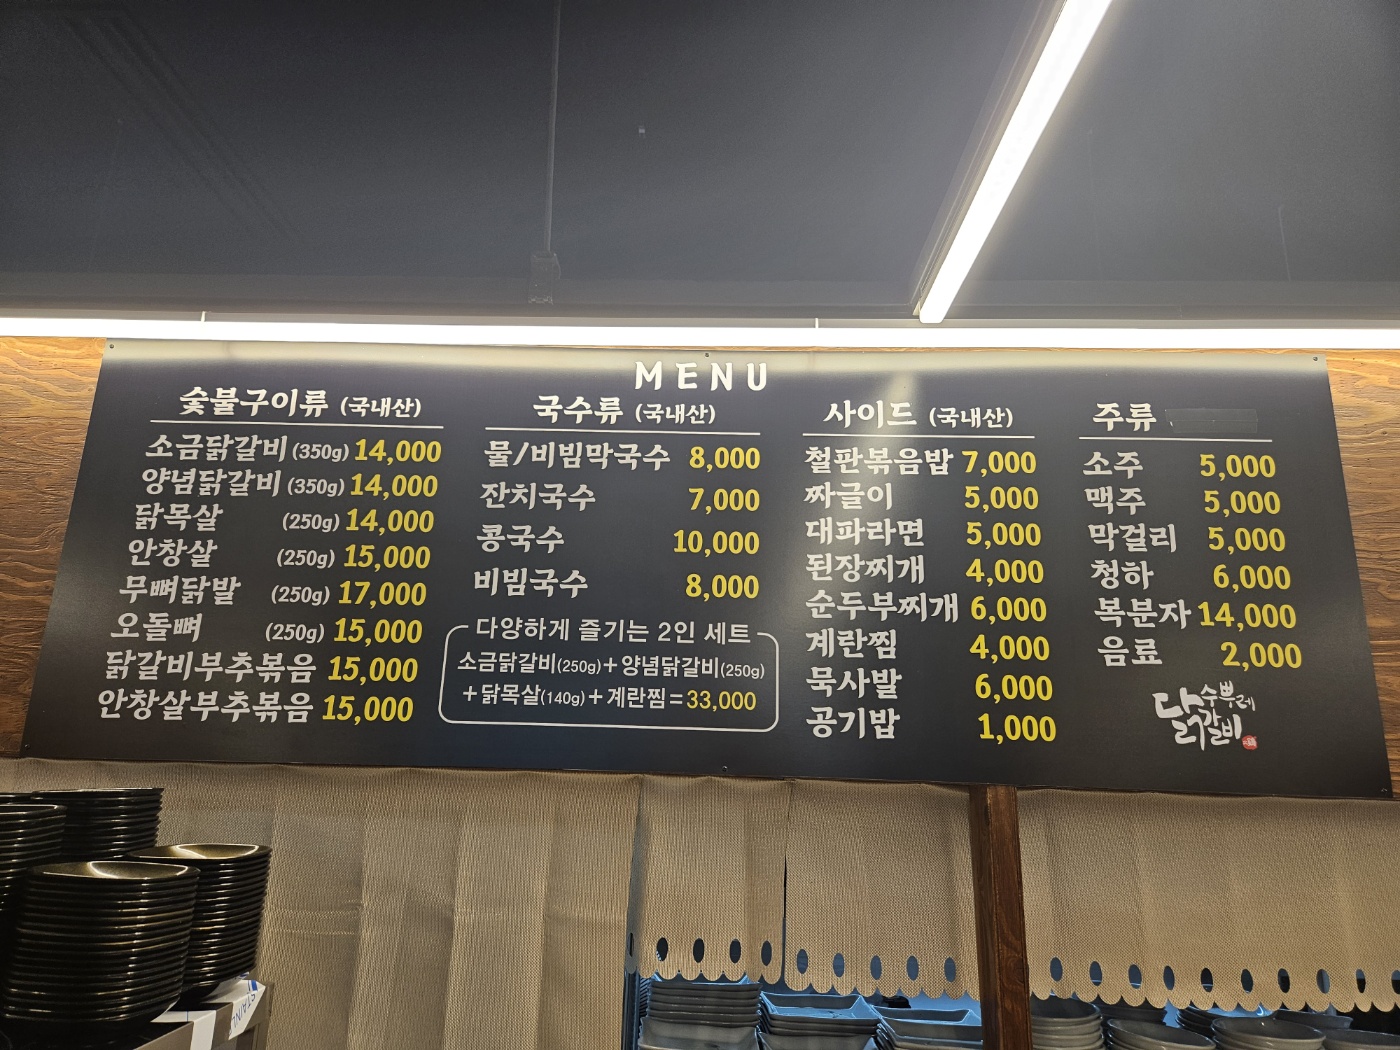 MENU
숯불구이류 (국내산)
소금닭갈비 (350g) 14,000
양념닭갈비 (350g) 14,000
닭목살 (250g) 14,000
안창살 (250g) 15,000
무뼈닭발 (250g) 17,000
오돌뼈 (250g) 15,000
닭갈비부추볶음 15,000
안창살부추볶음 15,000
국수류 (국내산)
물/비빔막국수 8,000
잔치국수 7,000
콩국수 10,000
비빔국수 8,000
다양하게 즐기는 2인 세트
소금닭갈비(250g)+양념닭갈비(250g)
+닭목살(140g)+계란찜=33,000
사이드 (국내산)
철판볶음밥 7,000
짜글이 5,000
대파라면 5,000
된장찌개 4,000
순두부찌개 6,000
계란찜 4,000
묵사발 6,000
공기밥 1,000
주류
소주 5,000
맥주 5,000
막걸리 5,000
청하 6,000
복분자 14,000
음료 2,000
수뿌레
닭갈비